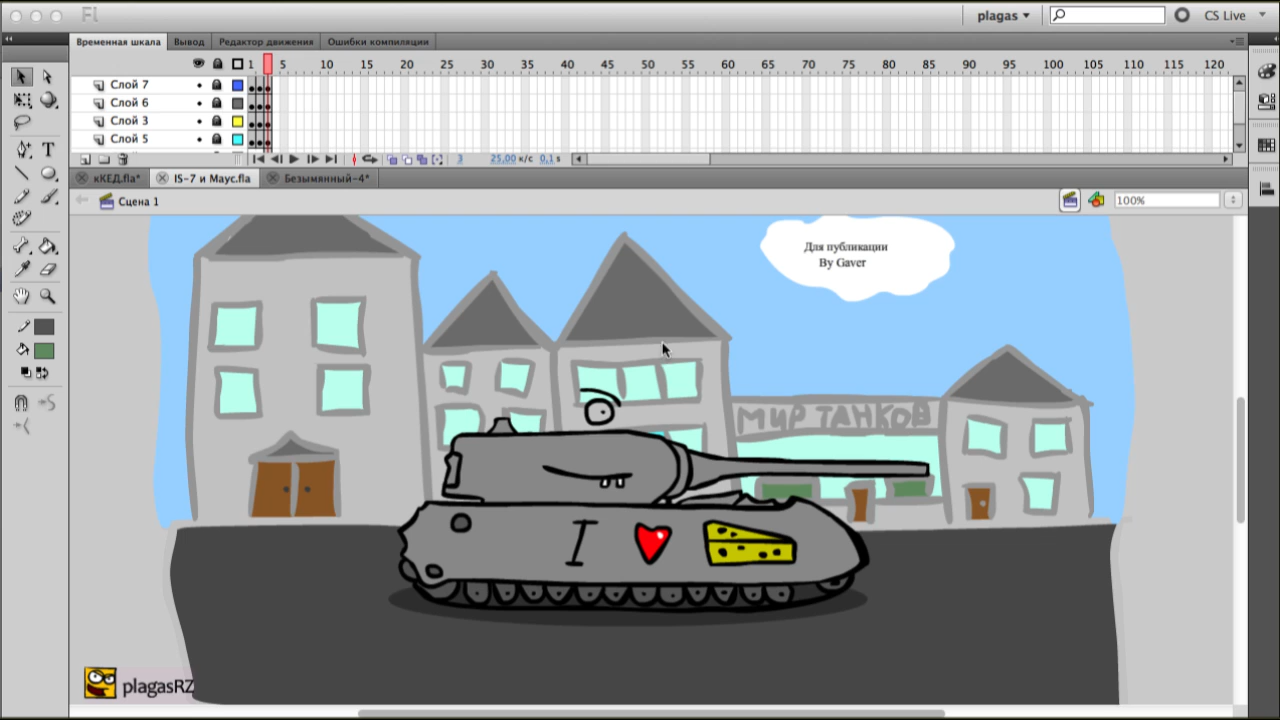 Fl
plagas
CS Live
Временная шкала Вывод Редактор движения Ошибки компиляции
1 5 10 15 20 25 30 35 40 45 50 55 60 65 70 75 80 85 90 95 100 105 110 115 120
Слой 7
Слой 6
Слой 3
Слой 5
3 25,00 к/с 0,1 s
кКЕД.fla* IS-7 и Маус.fla Безымянный-4*
Сцена 1
100%
Для публикации
By Gaver
МИР ТАНКОВ
I
plagasRZ